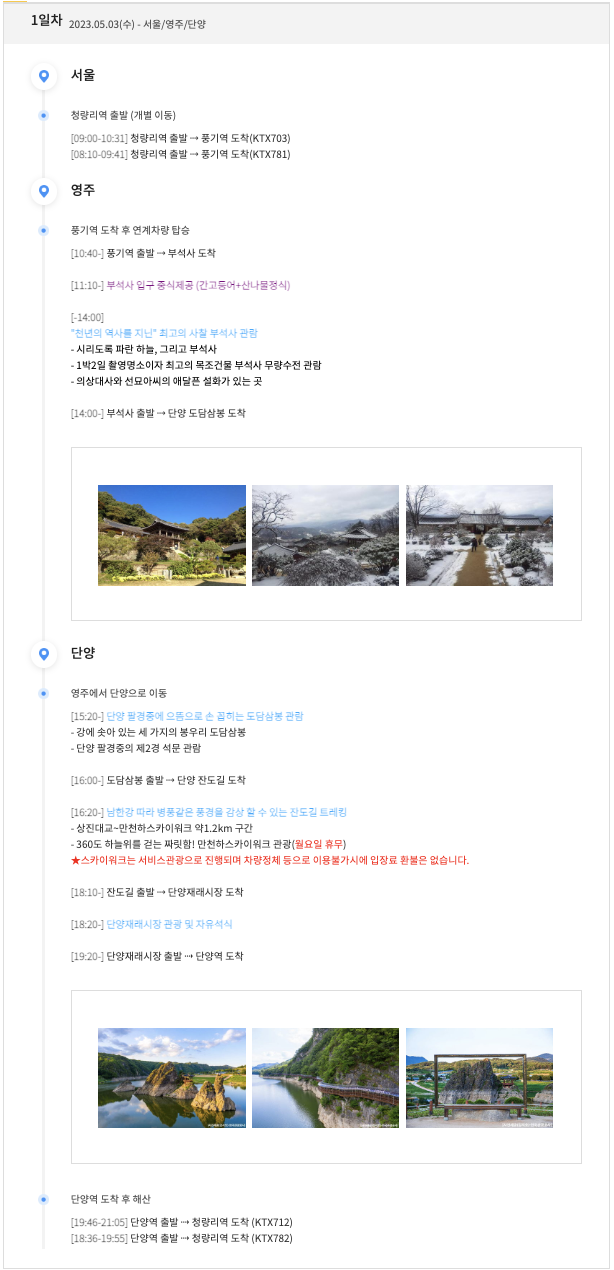 1일차 2023.05.03(수) - 서울/영주/단양
서울
청량리역 출발 (개별 이동)
[09:00-10:31] 청량리역 출발 → 풍기역 도착(KTX703)
[08:10-09:41] 청량리역 출발 → 풍기역 도착(KTX781)
영주
풍기역 도착 후 연계차량 탑승
[10:40-] 풍기역 출발 → 부석사 도착
[11:10-] 부석사 입구 중식제공 (간고등어+산나물정식)
[-14:00]
"천년의 역사를 지닌" 최고의 사찰 부석사 관람
- 시리도록 파란 하늘, 그리고 부석사
- 1박2일 촬영명소이자 최고의 목조건물 부석사 무량수전 관람
- 의상대사와 선묘아씨의 애달픈 설화가 있는 곳
[14:00-] 부석사 출발 → 단양 도담삼봉 도착
단양
영주에서 단양으로 이동
[15:20-] 단양 팔경중에 으뜸으로 손 꼽히는 도담삼봉 관람
- 강에 솟아 있는 세 가지의 봉우리 도담삼봉
- 단양 팔경중의 제2경 석문 관람
[16:00-] 도담삼봉 출발 → 단양 잔도길 도착
[16:20-] 남한강 따라 병풍같은 풍경을 감상 할 수 있는 잔도길 트레킹
- 상진대교~만천하스카이워크 약1.2km 구간
- 360도 하늘위를 걷는 짜릿함! 만천하스카이워크 관광(월요일 휴무)
★스카이워크는 서비스관광으로 진행되며 차량정체 등으로 이용불가시에 입장료 환불은 없습니다.
[18:10-] 잔도길 출발 → 단양재래시장 도착
[18:20-] 단양재래시장 관광 및 자유석식
[19:20-] 단양재래시장 출발 ⇢ 단양역 도착
단양역 도착 후 해산
[19:46-21:05] 단양역 출발 ⇢ 청량리역 도착 (KTX712)
[18:36-19:55] 단양역 출발 ⇢ 청량리역 도착 (KTX782)